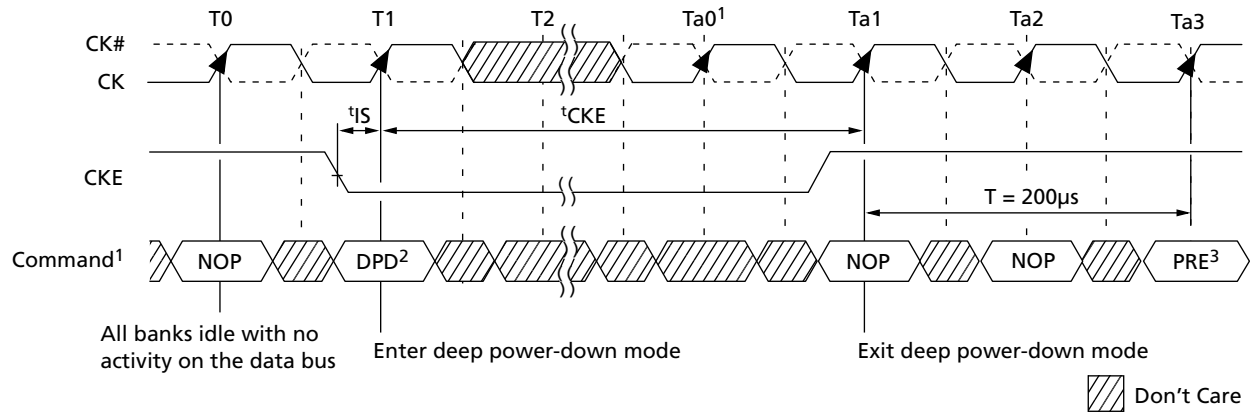 T0 T1 T2 Ta0¹ Ta1 Ta2 Ta3
CK#
CK
ᵗIS ᵗCKE
CKE
T = 200µs
Command¹ NOP DPD² NOP NOP PRE³
All banks idle with no
activity on the data bus
Enter deep power-down mode
Exit deep power-down mode
Don't Care